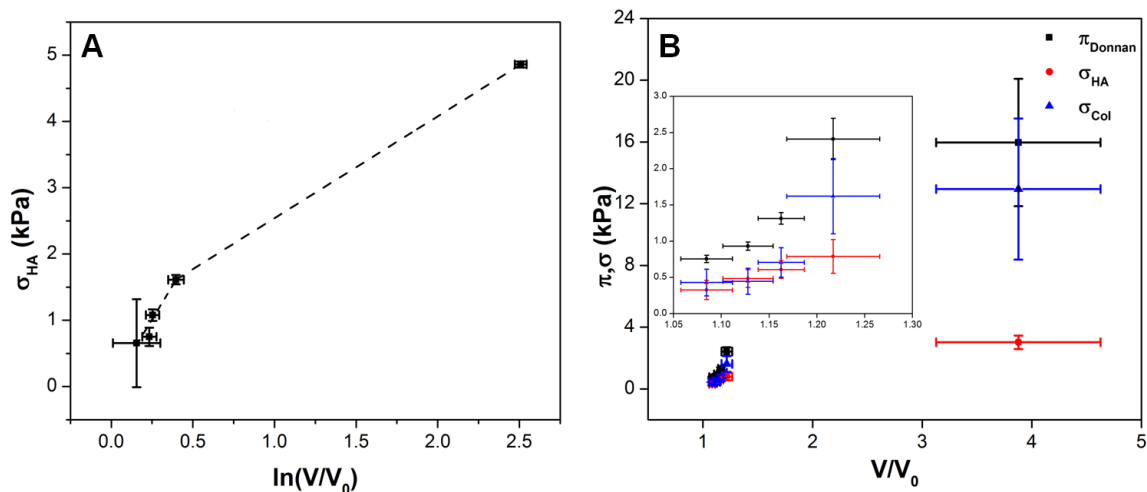 A
σHA (kPa)
5
4
3
2
1
0
0.0 0.5 1.0 1.5 2.0 2.5
ln(V/V0)
B
πDonnan
σHA
σCol
π,σ (kPa)
24
20
16
12
8
4
0
1 2 3 4 5
V/V0
3.0
2.5
2.0
1.5
1.0
0.5
0.0
1.05 1.10 1.15 1.20 1.25 1.30